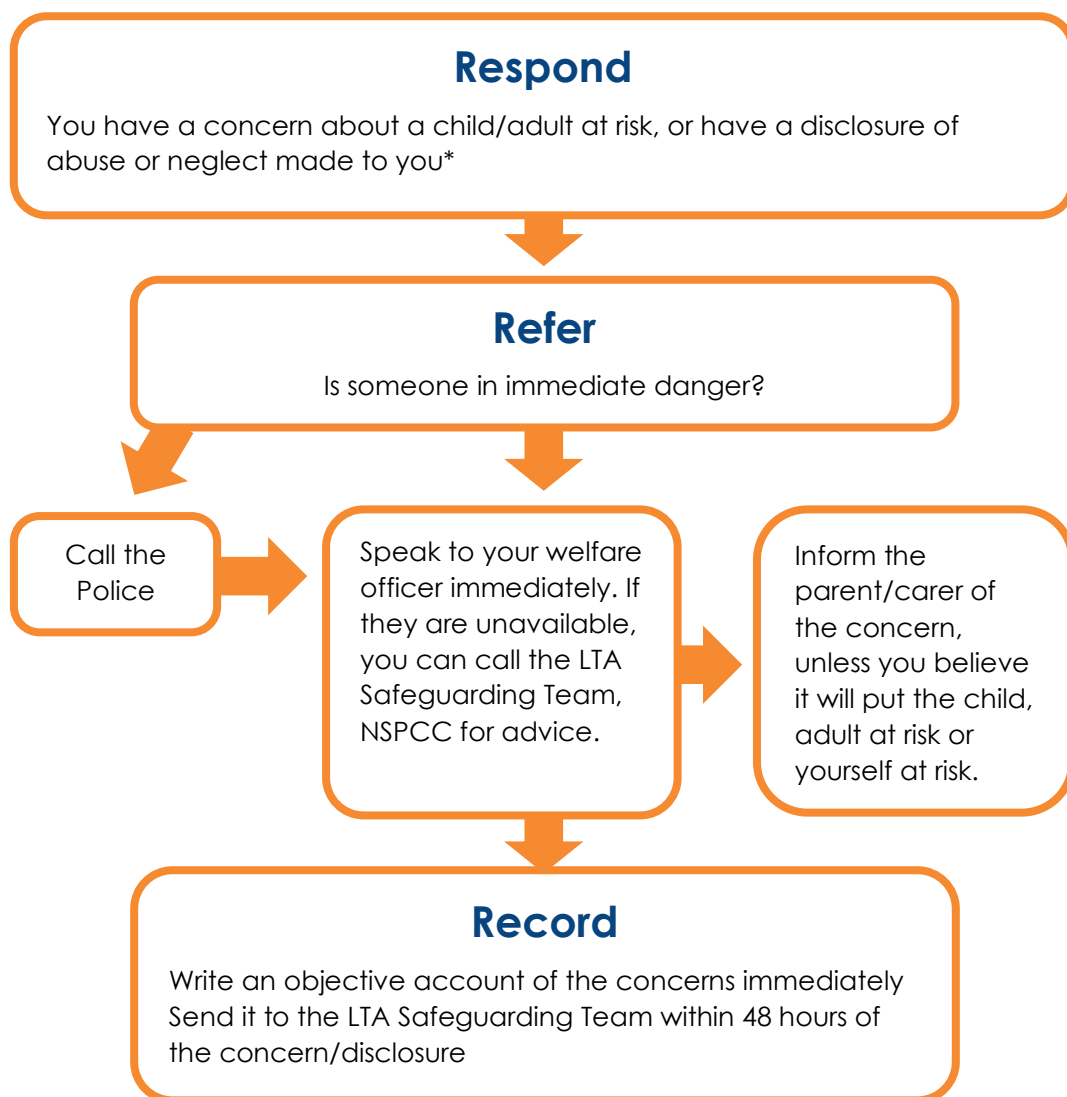 Respond
You have a concern about a child/adult at risk, or have a disclosure of
abuse or neglect made to you*
Refer
Is someone in immediate danger?
Call the
Police
Speak to your welfare
officer immediately. If
they are unavailable,
you can call the LTA
Safeguarding Team,
NSPCC for advice.
Inform the
parent/carer of
the concern,
unless you believe
it will put the child,
adult at risk or
yourself at risk.
Record
Write an objective account of the concerns immediately
Send it to the LTA Safeguarding Team within 48 hours of
the concern/disclosure